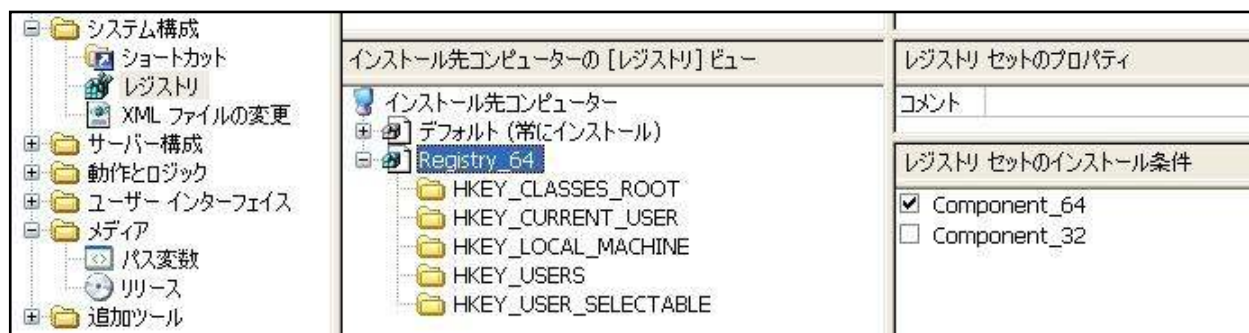 システム構成
ショートカット
レジストリ
XML ファイルの変更
サーバー構成
動作とロジック
ユーザー インターフェイス
メディア
パス変数
リリース
追加ツール
インストール先コンピューターの [レジストリ] ビュー
インストール先コンピューター
デフォルト (常にインストール)
Registry_64
HKEY_CLASSES_ROOT
HKEY_CURRENT_USER
HKEY_LOCAL_MACHINE
HKEY_USERS
HKEY_USER_SELECTABLE
レジストリ セットのプロパティ
コメント
レジストリ セットのインストール条件
Component_64
Component_32